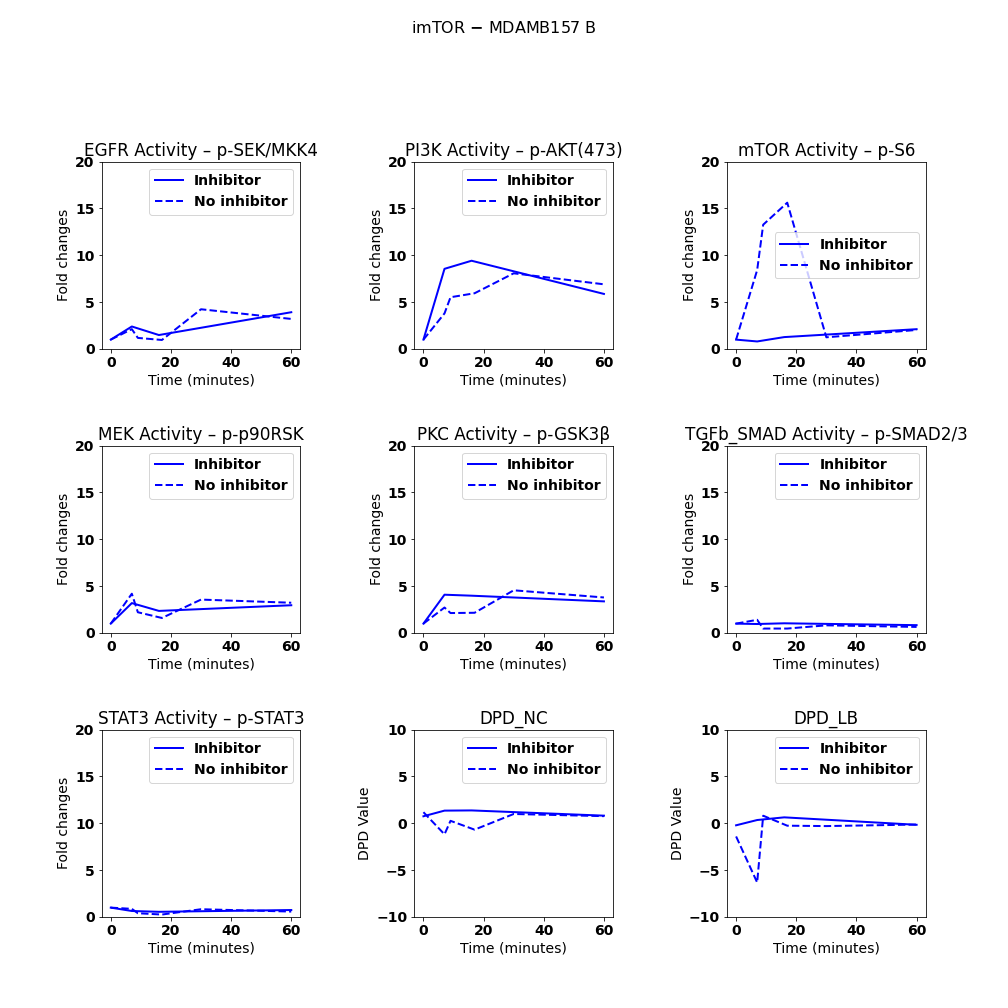 imTOR − MDAMB157 B
EGFR Activity – p-SEK/MKK4
20
15
10
5
0
Fold changes
Inhibitor
No inhibitor
0 20 40 60
Time (minutes)
PI3K Activity – p-AKT(473)
20
15
10
5
0
Fold changes
Inhibitor
No inhibitor
0 20 40 60
Time (minutes)
mTOR Activity – p-S6
20
15
10
5
0
Fold changes
Inhibitor
No inhibitor
0 20 40 60
Time (minutes)
MEK Activity – p-p90RSK
20
15
10
5
0
Fold changes
Inhibitor
No inhibitor
0 20 40 60
Time (minutes)
PKC Activity – p-GSK3β
20
15
10
5
0
Fold changes
Inhibitor
No inhibitor
0 20 40 60
Time (minutes)
TGFb_SMAD Activity – p-SMAD2/3
20
15
10
5
0
Fold changes
Inhibitor
No inhibitor
0 20 40 60
Time (minutes)
STAT3 Activity – p-STAT3
20
15
10
5
0
Fold changes
Inhibitor
No inhibitor
0 20 40 60
Time (minutes)
DPD_NC
10
5
0
−5
−10
DPD Value
Inhibitor
No inhibitor
0 20 40 60
Time (minutes)
DPD_LB
10
5
0
−5
−10
DPD Value
Inhibitor
No inhibitor
0 20 40 60
Time (minutes)